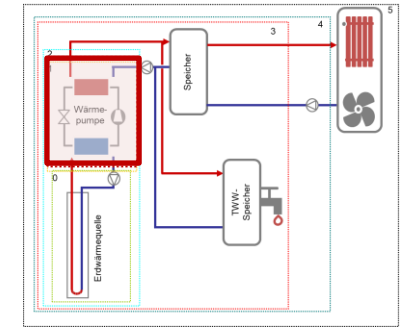 5
4
3
2
1
Speicher
Wärme-
pumpe
0
TWW-
Speicher
Erdwärmequelle